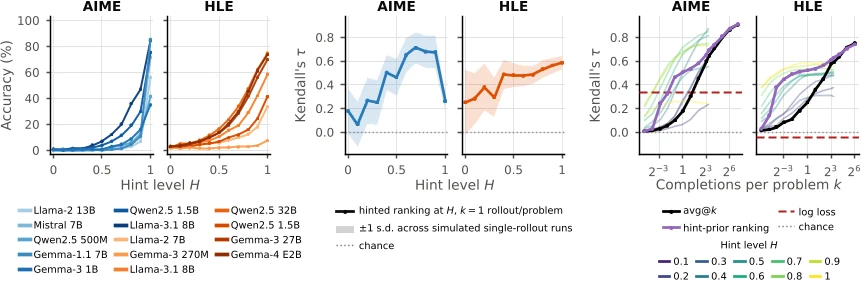 AIME HLE AIME HLE AIME HLE
100
80
60
40
20
0
Accuracy (%)
0 0.5 1 0 0.5 1
Hint level H
0.8
0.6
0.4
0.2
0.0
Kendall's τ
0 0.5 1 0 0.5 1
Hint level H
0.8
0.6
0.4
0.2
0.0
Kendall's τ
2⁻³ 1 2³ 2⁶ 2⁻³ 1 2³ 2⁶
Completions per problem k
Llama-2 13B
Mistral 7B
Qwen2.5 500M
Gemma-1.1 7B
Gemma-3 1B
Qwen2.5 1.5B
Llama-3.1 8B
Llama-2 7B
Gemma-3 270M
Llama-3.1 8B
Qwen2.5 32B
Qwen2.5 1.5B
Gemma-3 27B
Gemma-4 E2B
hinted ranking at H, k = 1 rollout/problem
±1 s.d. across simulated single-rollout runs
chance
avg@k
hint-prior ranking
log loss
chance
Hint level H
0.1 0.3 0.5 0.7 0.9
0.2 0.4 0.6 0.8 1